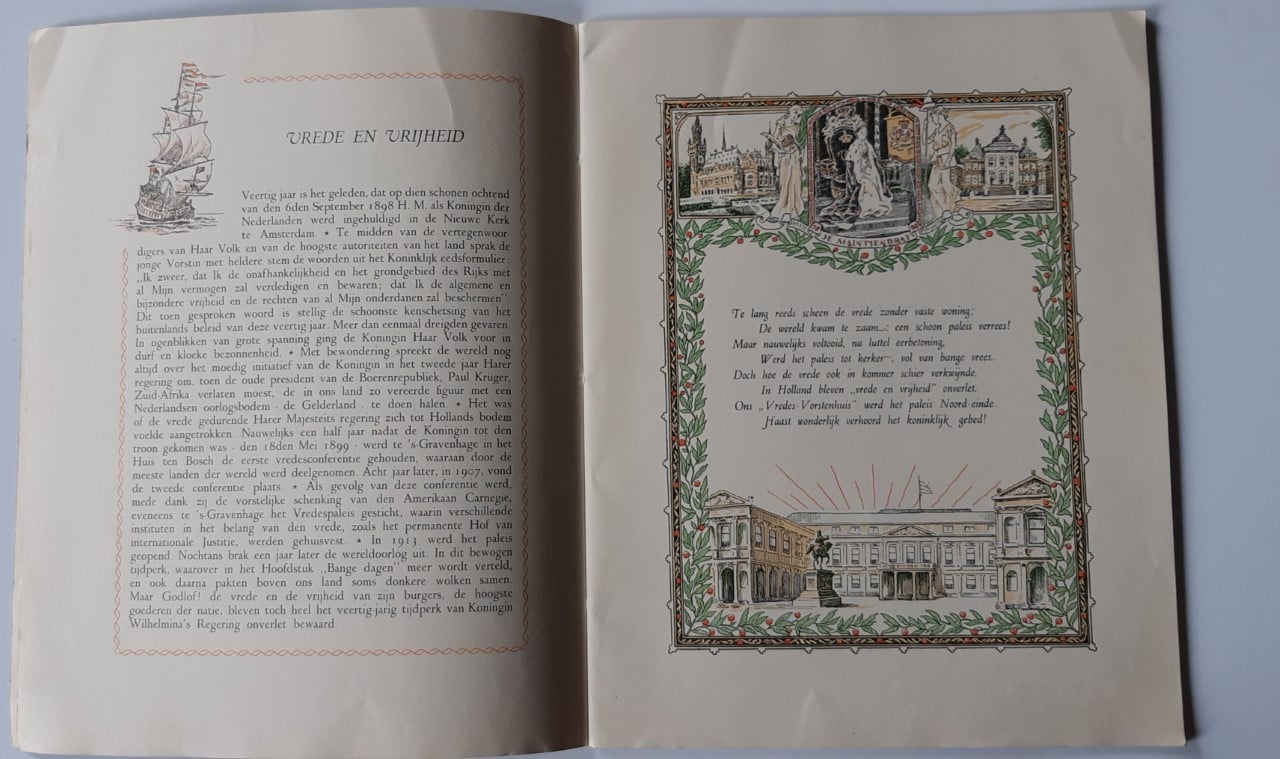 VREDE EN VRIJHEID
Veertig jaar is het geleden, dat op dien schonen ochtend
van den 6den September 1898 H. M. als Koningin der
Nederlanden werd ingehuldigd in de Nieuwe Kerk
te Amsterdam. * Te midden van de vertegenwoor-
digers van Haar Volk en van de hoogste autoriteiten van het land sprak de
jonge Vorstin met heldere stem de woorden uit het Koninklijk eedsformulier:
„Ik zweer, dat Ik de onafhankelijkheid en het grondgebied des Rijks met
al Mijn vermogen zal verdedigen en bewaren; dat Ik de algemene en
bijzondere vrijheid en de rechten van al Mijn onderdanen zal beschermen”.
Dit toen gesproken woord is stellig de schoonste kenschetsing van het
buitenlands beleid van deze veertig jaar. Meer dan eenmaal dreigden gevaren.
In ogenblikken van grote spanning ging de Koningin Haar Volk voor in
durf en kloeke bezonnenheid. * Met bewondering spreekt de wereld nog
altijd over het moedig initiatief van de Koningin in het tweede jaar Harer
regering om, toen de oude president van de Boerenrepubliek, Paul Krüger,
Zuid-Afrika verlaten moest, de in ons land zo vereerde figuur met een
Nederlandsen oorlogsbodem - de Gelderland - te doen halen. * Het was
of de vrede gedurende Harer Majesteits regering zich tot Hollands bodem
voelde aangetrokken. Nauwelijks een half jaar nadat de Koningin tot den
troon gekomen was - den 18den Mei 1899 - werd te 's-Gravenhage in het
Huis ten Bosch de eerste vredesconferentie gehouden, waaraan door de
meeste landen der wereld werd deelgenomen. Acht jaar later, in 1907, vond
de tweede conferentie plaats. * Als gevolg van deze conferentie werd,
mede dank zij de vorstelijke schenking van den Amerikaan Carnegie,
eveneens te 's-Gravenhage het Vredespaleis gesticht, waarin verschillende
instituten in het belang van den vrede, zoals het permanente Hof van
internationale Justitie, werden gehuisvest. * In 1913 werd het paleis
geopend. Nochtans brak een jaar later de wereldoorlog uit. In dit bewogen
tijdperk, waarover in het Hoofdstuk „Bange dagen” meer wordt verteld,
en ook daarna pakten boven ons land soms donkere wolken samen.
Maar Godlof! de vrede en de vrijheid van zijn burgers, de hoogste
goederen der natie, bleven toch heel het veertig-jarig tijdperk van Koningin
Wilhelmina's Regering onverlet bewaard.
JE MAINTIENDRAI
Te lang reeds scheen de vrede zonder vaste woning;
De wereld kwam te zaam: een schoon paleis verrees!
Maar nauwelijks voltooid, na luttel eerbetoning,
Werd het paleis tot kerker, vol van bange vrees.
Doch hoe de vrede ook in kommer schier verkwijnde,
In Holland bleven „vrede en vrijheid” onverlet.
Ons „Vredes-Vorstenhuis” werd het paleis Noord-einde.
Haast wonderlijk verhoord het koninklijk gebed!